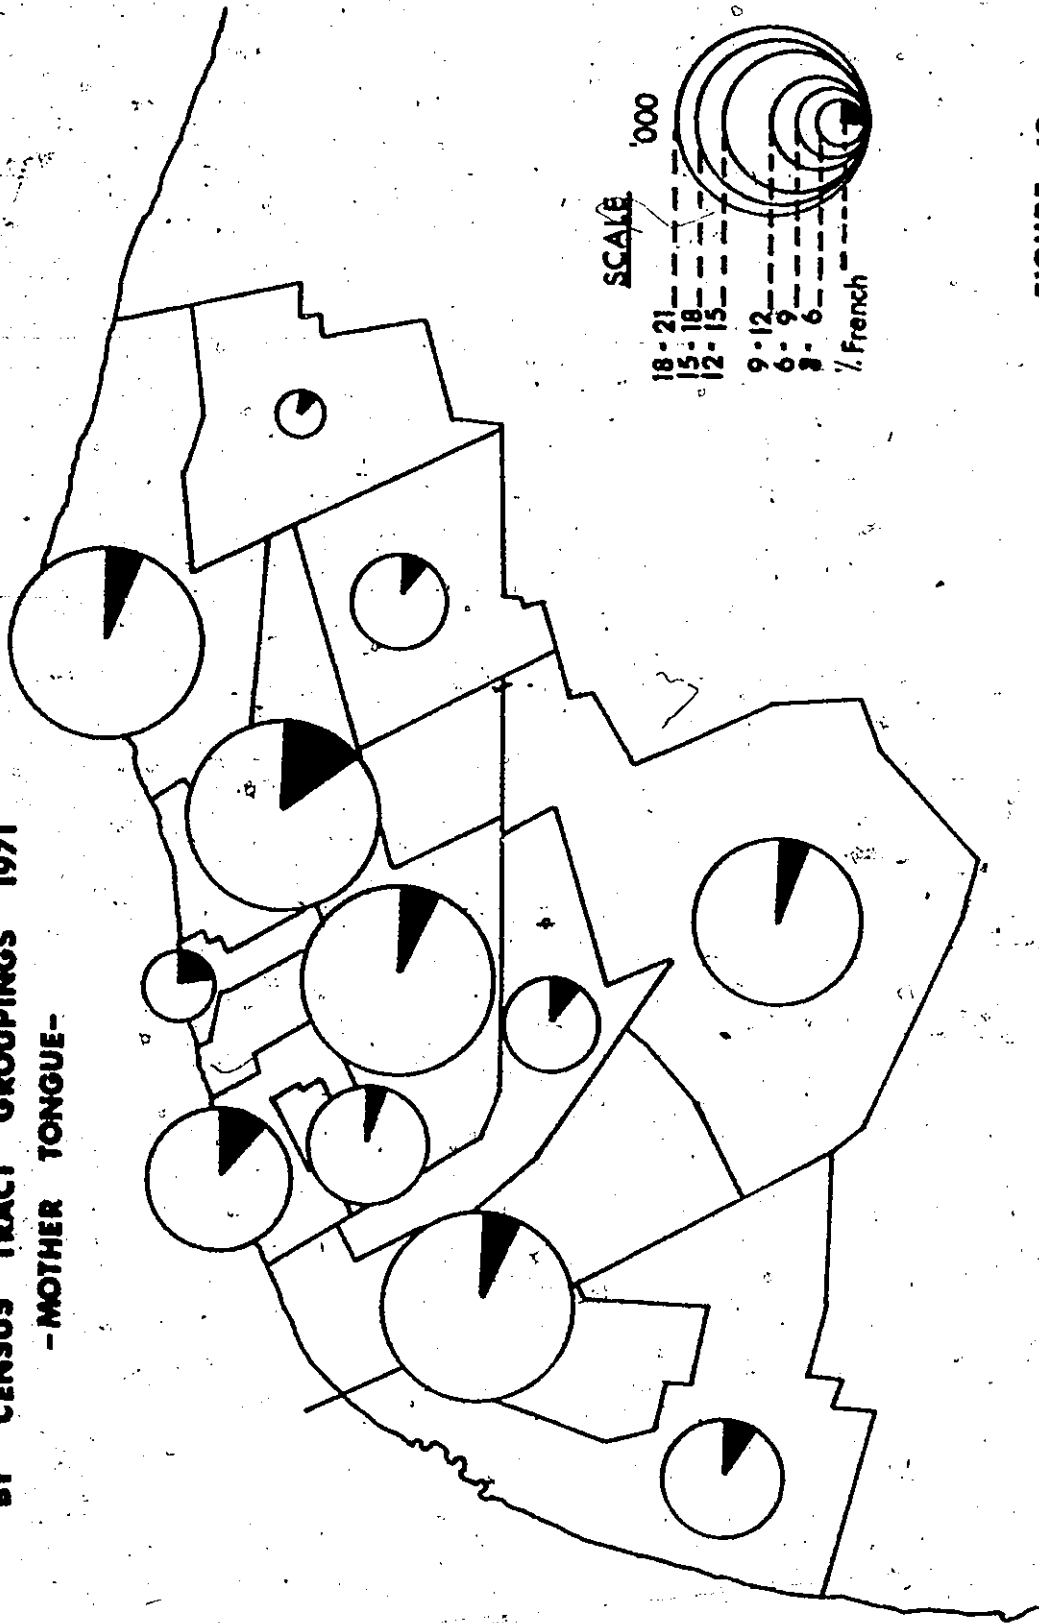 BY CENSUS TRACT GROUPINGS 1971
-MOTHER TONGUE-
SCALE
'000
18 - 21
15 - 18
12 - 15
9 - 12
6 - 9
3 - 6
% French